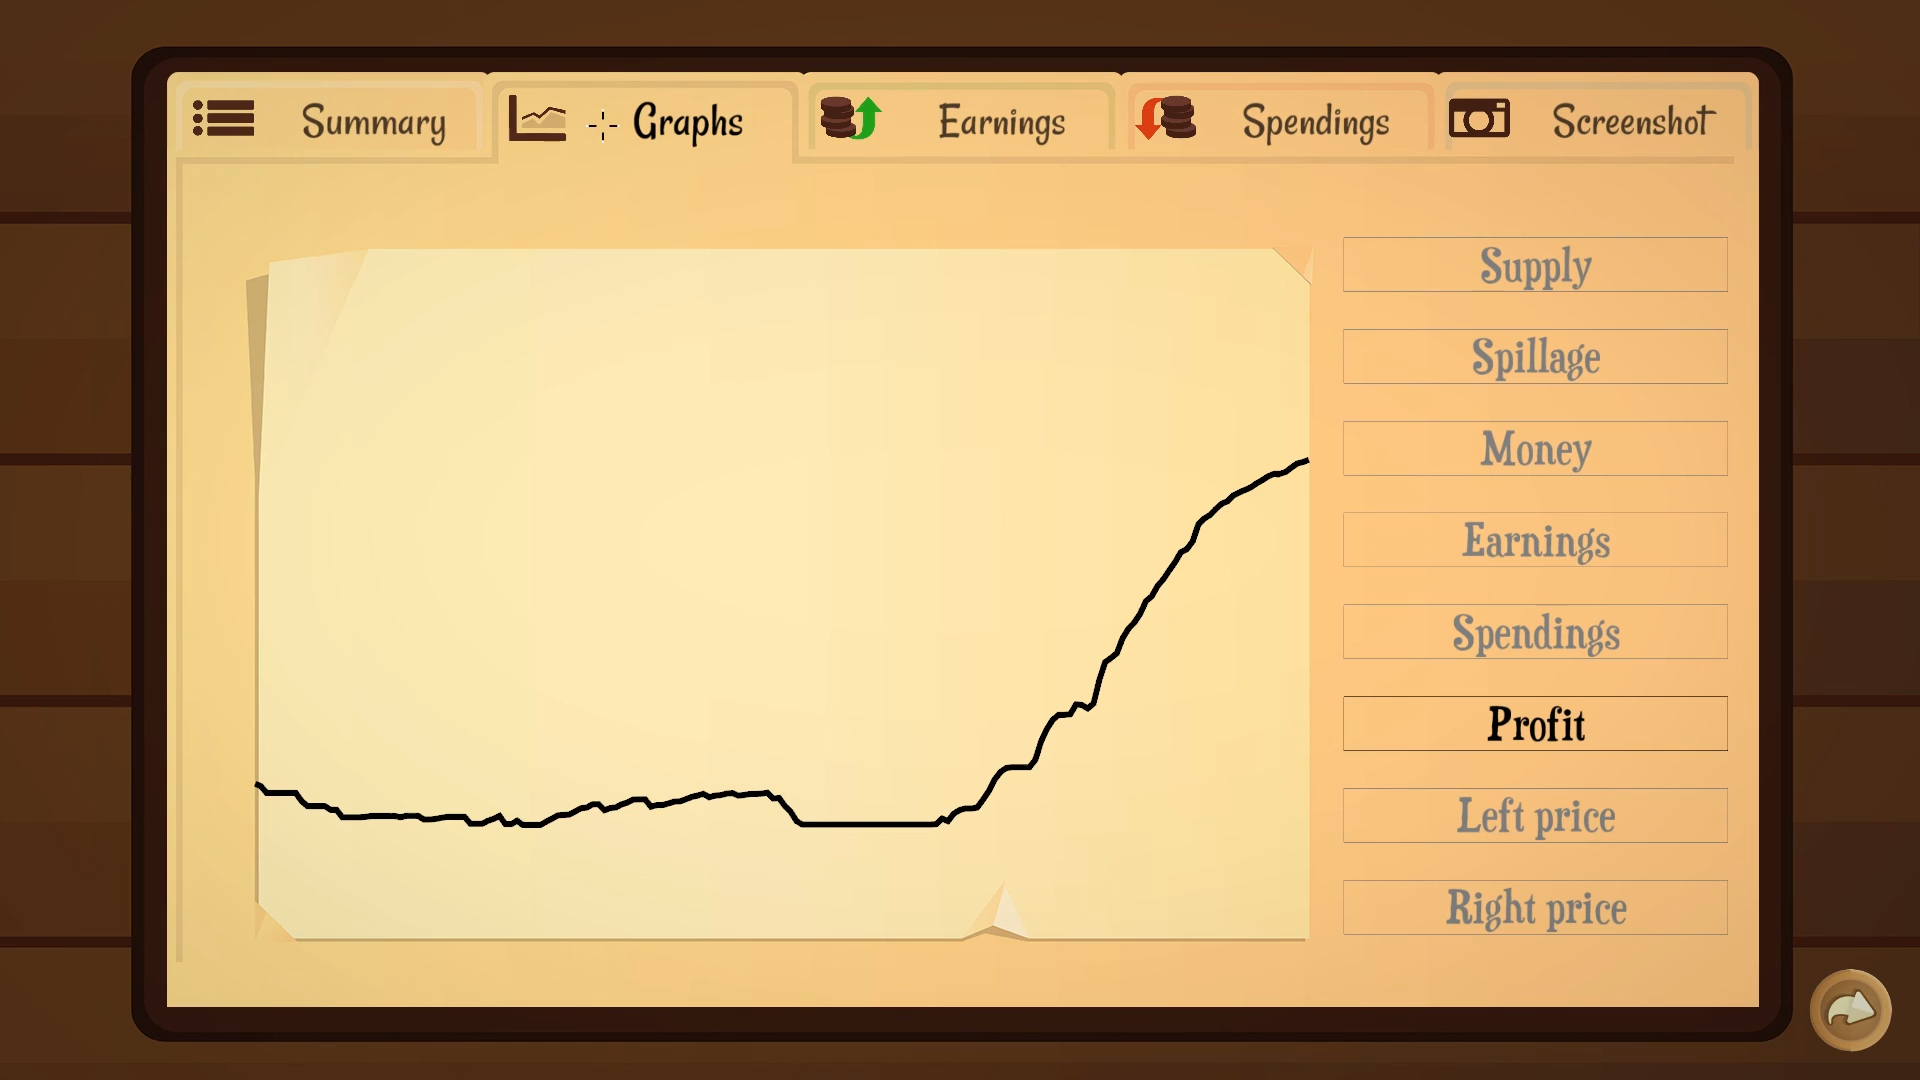 Summary
Graphs
Earnings
Spendings
Screenshot
Supply
Spillage
Money
Earnings
Spendings
Profit
Left price
Right price